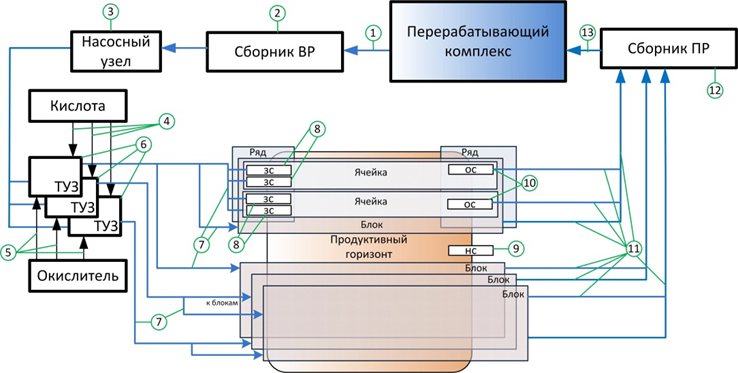 3
2
1
13
Насосный
узел
Сборник ВР
Перерабатывающий
комплекс
Сборник ПР
12
Кислота
4
6
8
Ряд
Ряд
ТУЗ
ТУЗ
ТУЗ
зс
зс
Ячейка
ос
10
зс
зс
Ячейка
ос
Блок
7
8
5
Продуктивный
горизонт
нс
9
11
Окислитель
Блок
Блок
Блок
к блокам
7